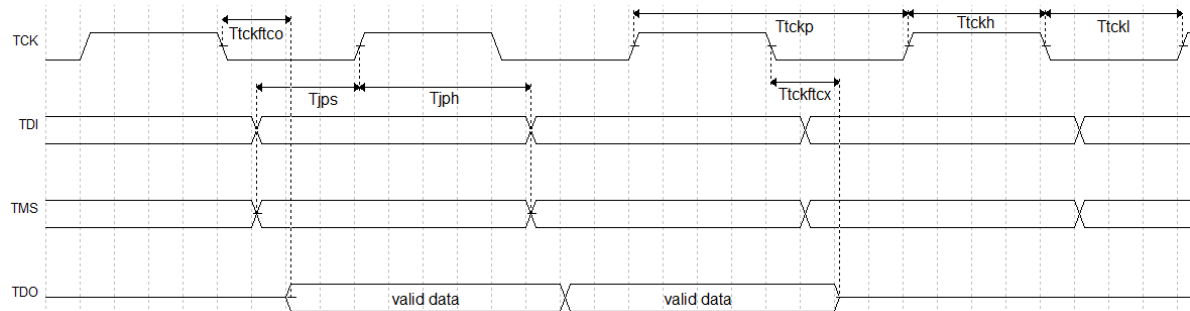 Ttckftco
Ttckp
Ttckh
Ttckl
TCK
Tjps
Tjph
Ttckftcx
TDI
TMS
TDO
valid data
valid data